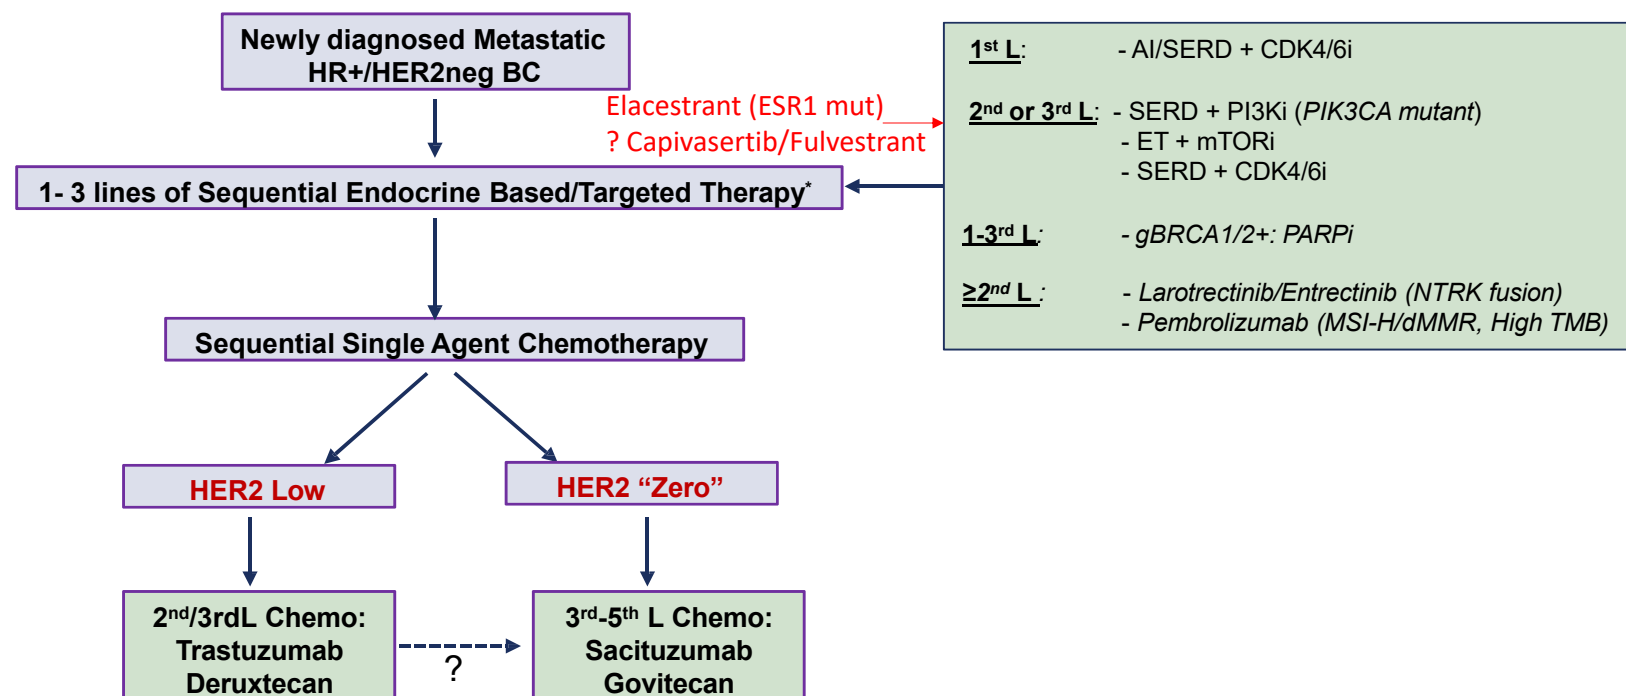 Newly diagnosed Metastatic
HR+/HER2neg BC
Elacestrant (ESR1 mut)
? Capivasertib/Fulvestrant
1- 3 lines of Sequential Endocrine Based/Targeted Therapy*
1st L: - AI/SERD + CDK4/6i
2nd or 3rd L: - SERD + PI3Ki (PIK3CA mutant)
- ET + mTORi
- SERD + CDK4/6i
1-3rd L: - gBRCA1/2+: PARPi
≥2nd L : - Larotrectinib/Entrectinib (NTRK fusion)
- Pembrolizumab (MSI-H/dMMR, High TMB)
Sequential Single Agent Chemotherapy
HER2 Low
HER2 “Zero”
2nd/3rdL Chemo:
Trastuzumab
Deruxtecan
?
3rd-5th L Chemo:
Sacituzumab
Govitecan